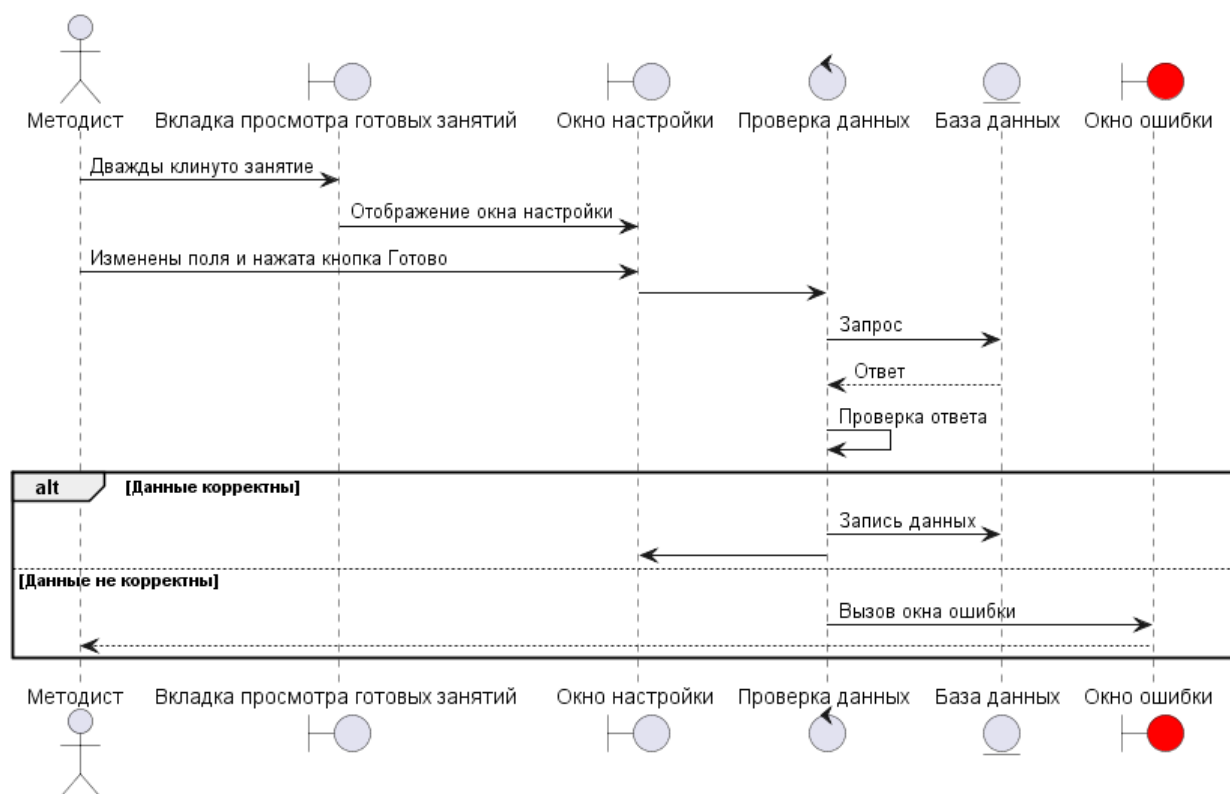 Методист Вкладка просмотра готовых занятий Окно настройки Проверка данных База данных Окно ошибки
Дважды клинуто занятие
Отображение окна настройки
Изменены поля и нажата кнопка Готово
Запрос
Ответ
Проверка ответа
alt [Данные корректны]
Запись данных
[Данные не корректны]
Вызов окна ошибки
Методист Вкладка просмотра готовых занятий Окно настройки Проверка данных База данных Окно ошибки